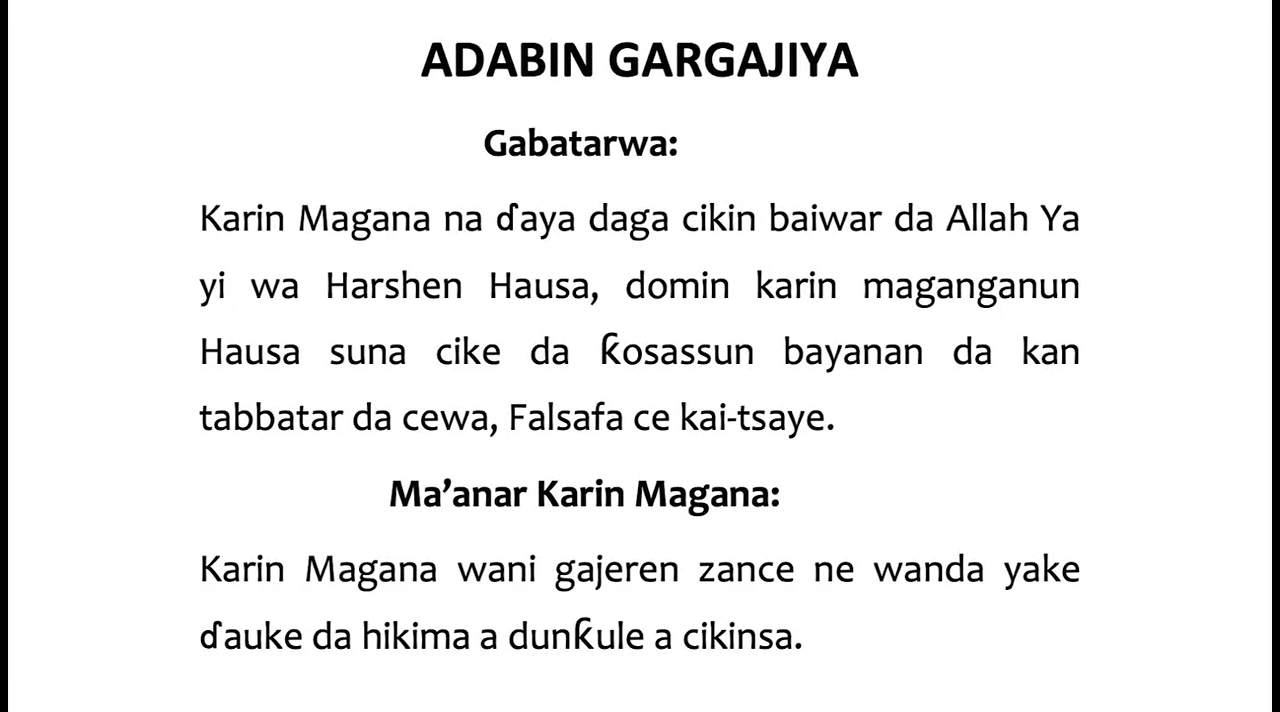 ADABIN GARGAJIYA
Gabatarwa:
Karin Magana na ɗaya daga cikin baiwar da Allah Ya
yi wa Harshen Hausa, domin karin maganganun
Hausa suna cike da ƙosassun bayanan da kan
tabbatar da cewa, Falsafa ce kai-tsaye.
Ma’anar Karin Magana:
Karin Magana wani gajeren zance ne wanda yake
ɗauke da hikima a dunƙule a cikinsa.